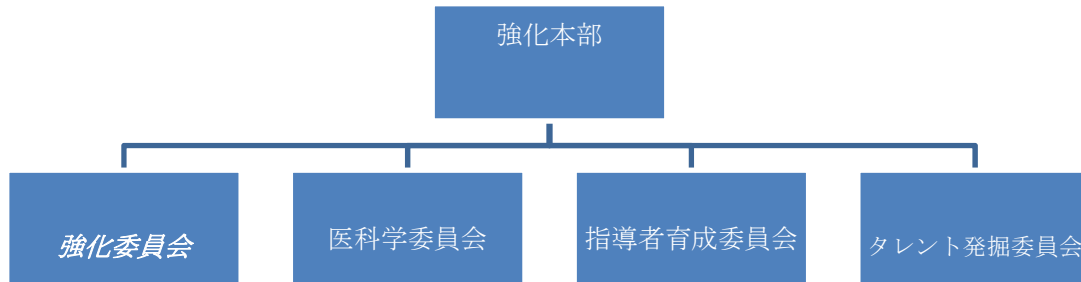 強化本部
強化委員会
医科学委員会
指導者育成委員会
タレント発掘委員会